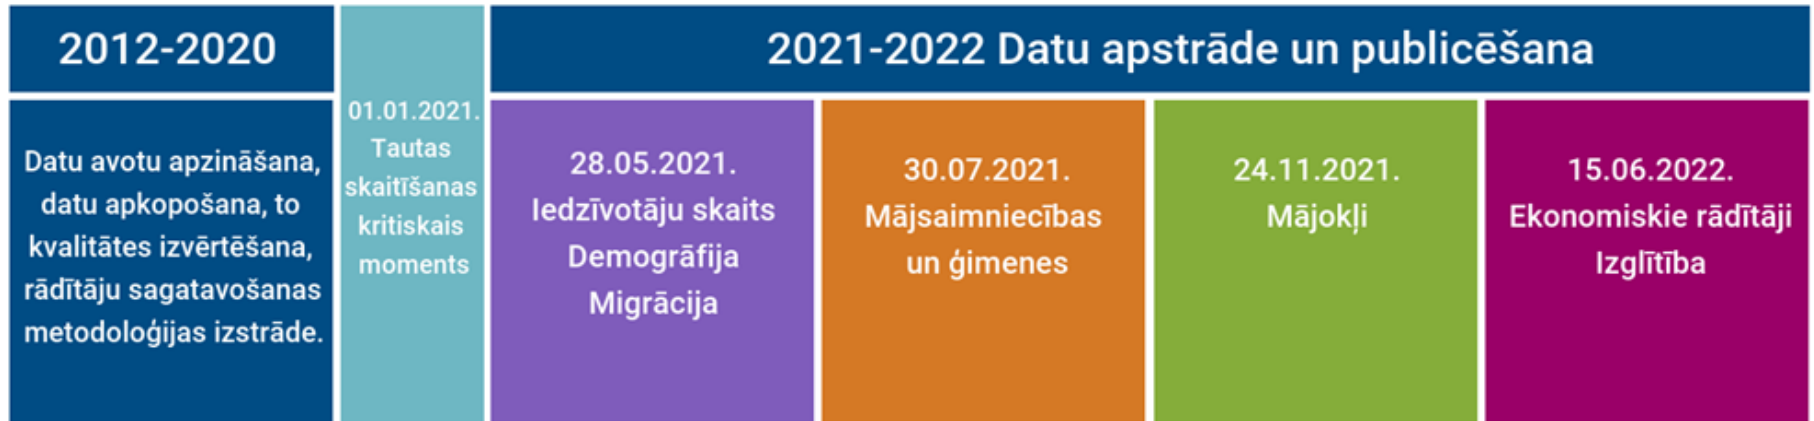 2012-2020
Datu avotu apzināšana,
datu apkopošana, to
kvalitātes izvērtēšana,
rādītāju sagatavošanas
metodoloģijas izstrāde.
01.01.2021.
Tautas
skaitīšanas
kritiskais
moments
2021-2022 Datu apstrāde un publicēšana
28.05.2021.
Iedzīvotāju skaits
Demogrāfija
Migrācija
30.07.2021.
Mājsaimniecības
un ģimenes
24.11.2021.
Mājokļi
15.06.2022.
Ekonomiskie rādītāji
Izglītība